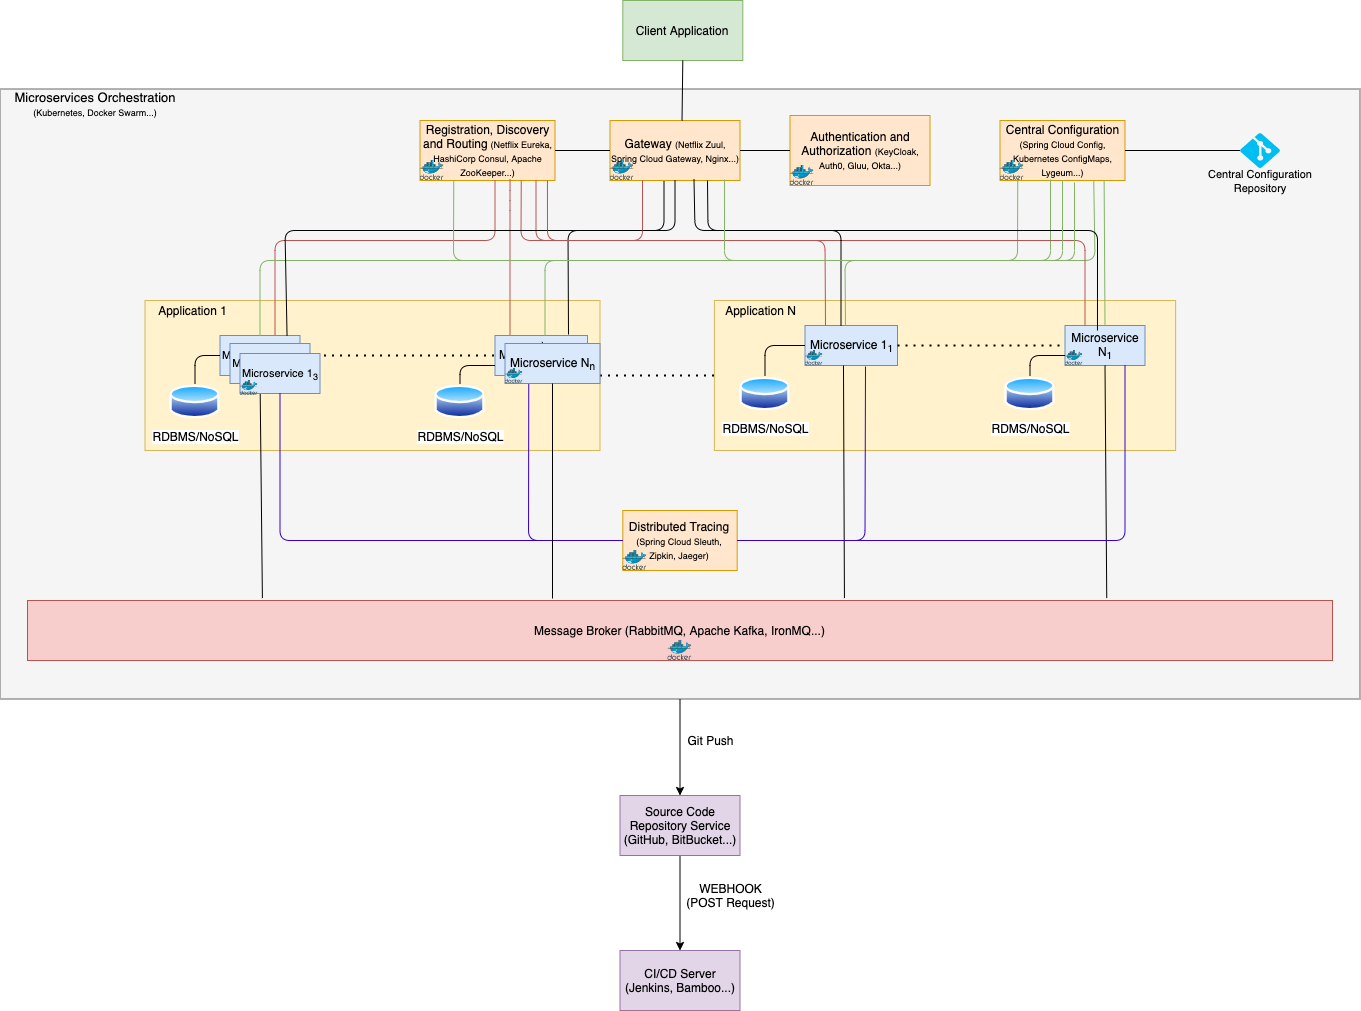 Client Application
Microservices Orchestration
(Kubernetes, Docker Swarm...)
Registration, Discovery
and Routing (Netflix Eureka,
HashiCorp Consul, Apache
ZooKeeper...)
docker
Gateway (Netflix Zuul,
Spring Cloud Gateway, Nginx...)
docker
Authentication and
Authorization (KeyCloak,
Auth0, Gluu, Okta...)
docker
Central Configuration
(Spring Cloud Config,
Kubernetes ConfigMaps,
Lygeum...)
docker
Central Configuration
Repository
Application 1
M
M
Microservice 13
docker
RDBMS/NoSQL
M
Microservice Nn
docker
RDBMS/NoSQL
Application N
Microservice 11
docker
RDBMS/NoSQL
Microservice
N1
docker
RDMS/NoSQL
Distributed Tracing
(Spring Cloud Sleuth,
Zipkin, Jaeger)
docker
Message Broker (RabbitMQ, Apache Kafka, IronMQ...)
docker
Git Push
Source Code
Repository Service
(GitHub, BitBucket...)
WEBHOOK
(POST Request)
CI/CD Server
(Jenkins, Bamboo...)